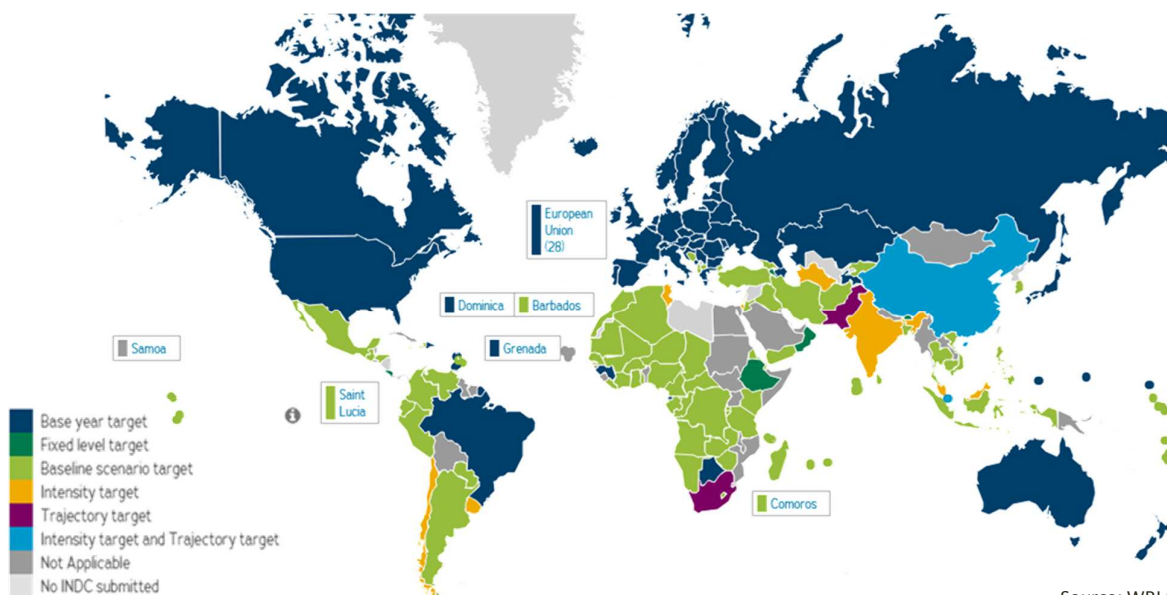 European
Union
(28)
Dominica
Barbados
Samoa
Grenada
Saint
Lucia
Comoros
Base year target
Fixed level target
Baseline scenario target
Intensity target
Trajectory target
Intensity target and Trajectory target
Not Applicable
No INDC submitted
i
Source: